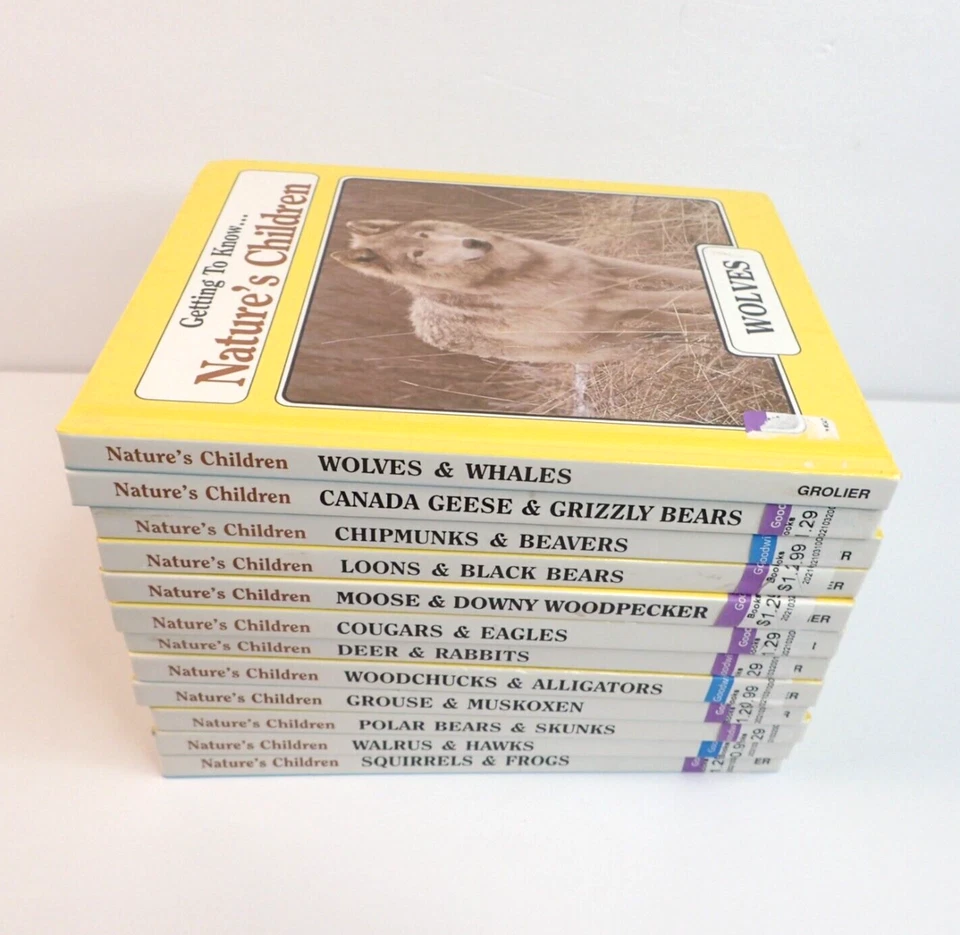 Getting To Know...
Nature's Children
WOLVES
Nature's Children WOLVES & WHALES GROLIER
Nature's Children CANADA GEESE & GRIZZLY BEARS
Nature's Children CHIPMUNKS & BEAVERS
Nature's Children LOONS & BLACK BEARS
Nature's Children MOOSE & DOWNY WOODPECKER
Nature's Children COUGARS & EAGLES
Nature's Children DEER & RABBITS
Nature's Children WOODCHUCKS & ALLIGATORS
Nature's Children GROUSE & MUSKOXEN
Nature's Children POLAR BEARS & SKUNKS
Nature's Children WALRUS & HAWKS
Nature's Children SQUIRRELS & FROGS